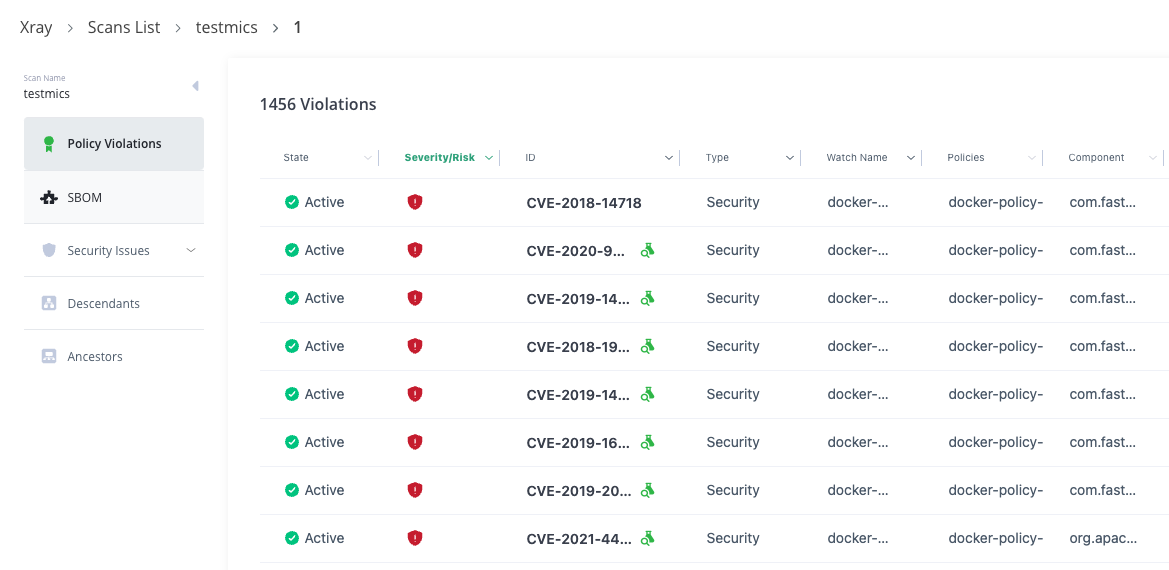 Xray > Scans List > testmics > 1
Scan Name
testmics
Policy Violations
SBOM
Security Issues
Descendants
Ancestors
1456 Violations
State Severity/Risk ID Type Watch Name Policies Component
Active CVE-2018-14718 Security docker-... docker-policy- com.fast...
Active CVE-2020-9... Security docker-... docker-policy- com.fast...
Active CVE-2019-14... Security docker-... docker-policy- com.fast...
Active CVE-2018-19... Security docker-... docker-policy- com.fast...
Active CVE-2019-14... Security docker-... docker-policy- com.fast...
Active CVE-2019-16... Security docker-... docker-policy- com.fast...
Active CVE-2019-20... Security docker-... docker-policy- com.fast...
Active CVE-2021-44... Security docker-... docker-policy- org.apac...